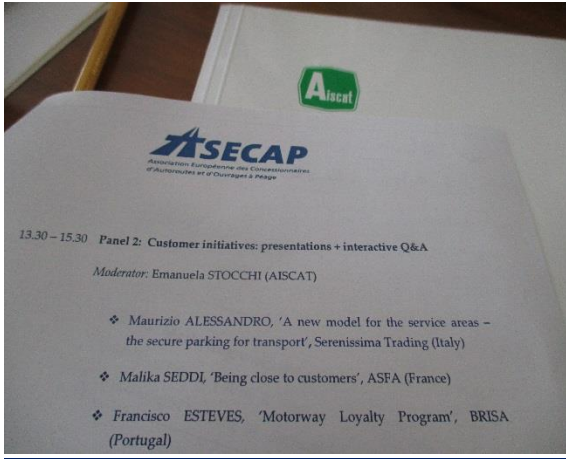 Aiscat
ASECAP
Association Européenne des Concessionnaires
d'Autoroutes et d'Ouvrages à Péage
13.30 – 15.30 Panel 2: Customer initiatives: presentations + interactive Q&A
Moderator: Emanuela STOCCHI (AISCAT)
❖ Maurizio ALESSANDRO, 'A new model for the service areas –
the secure parking for transport', Serenissima Trading (Italy)
❖ Malika SEDDI, 'Being close to customers', ASFA (France)
❖ Francisco ESTEVES, 'Motorway Loyalty Program', BRISA
(Portugal)